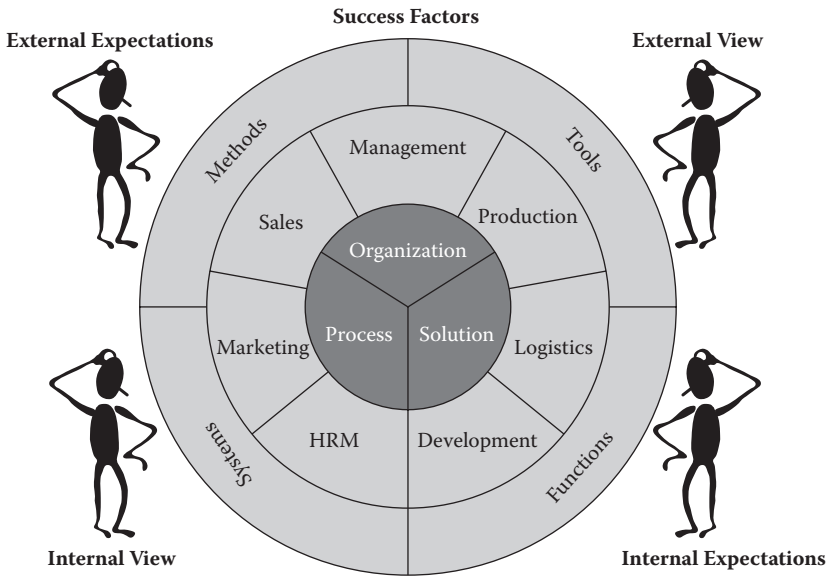 Success Factors
External Expectations
External View
Methods
Tools
Management
Sales
Production
Organization
Process
Solution
Marketing
Logistics
HRM
Development
Systems
Functions
Internal View
Internal Expectations